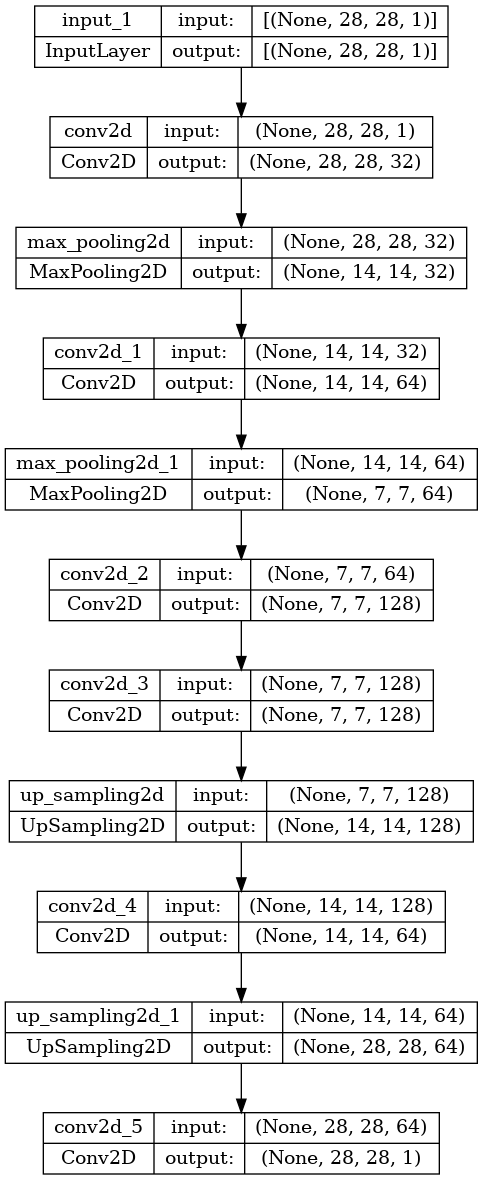 input_1 input: [(None, 28, 28, 1)]
InputLayer output: [(None, 28, 28, 1)]
conv2d input: (None, 28, 28, 1)
Conv2D output: (None, 28, 28, 32)
max_pooling2d input: (None, 28, 28, 32)
MaxPooling2D output: (None, 14, 14, 32)
conv2d_1 input: (None, 14, 14, 32)
Conv2D output: (None, 14, 14, 64)
max_pooling2d_1 input: (None, 14, 14, 64)
MaxPooling2D output: (None, 7, 7, 64)
conv2d_2 input: (None, 7, 7, 64)
Conv2D output: (None, 7, 7, 128)
conv2d_3 input: (None, 7, 7, 128)
Conv2D output: (None, 7, 7, 128)
up_sampling2d input: (None, 7, 7, 128)
UpSampling2D output: (None, 14, 14, 128)
conv2d_4 input: (None, 14, 14, 128)
Conv2D output: (None, 14, 14, 64)
up_sampling2d_1 input: (None, 14, 14, 64)
UpSampling2D output: (None, 28, 28, 64)
conv2d_5 input: (None, 28, 28, 64)
Conv2D output: (None, 28, 28, 1)